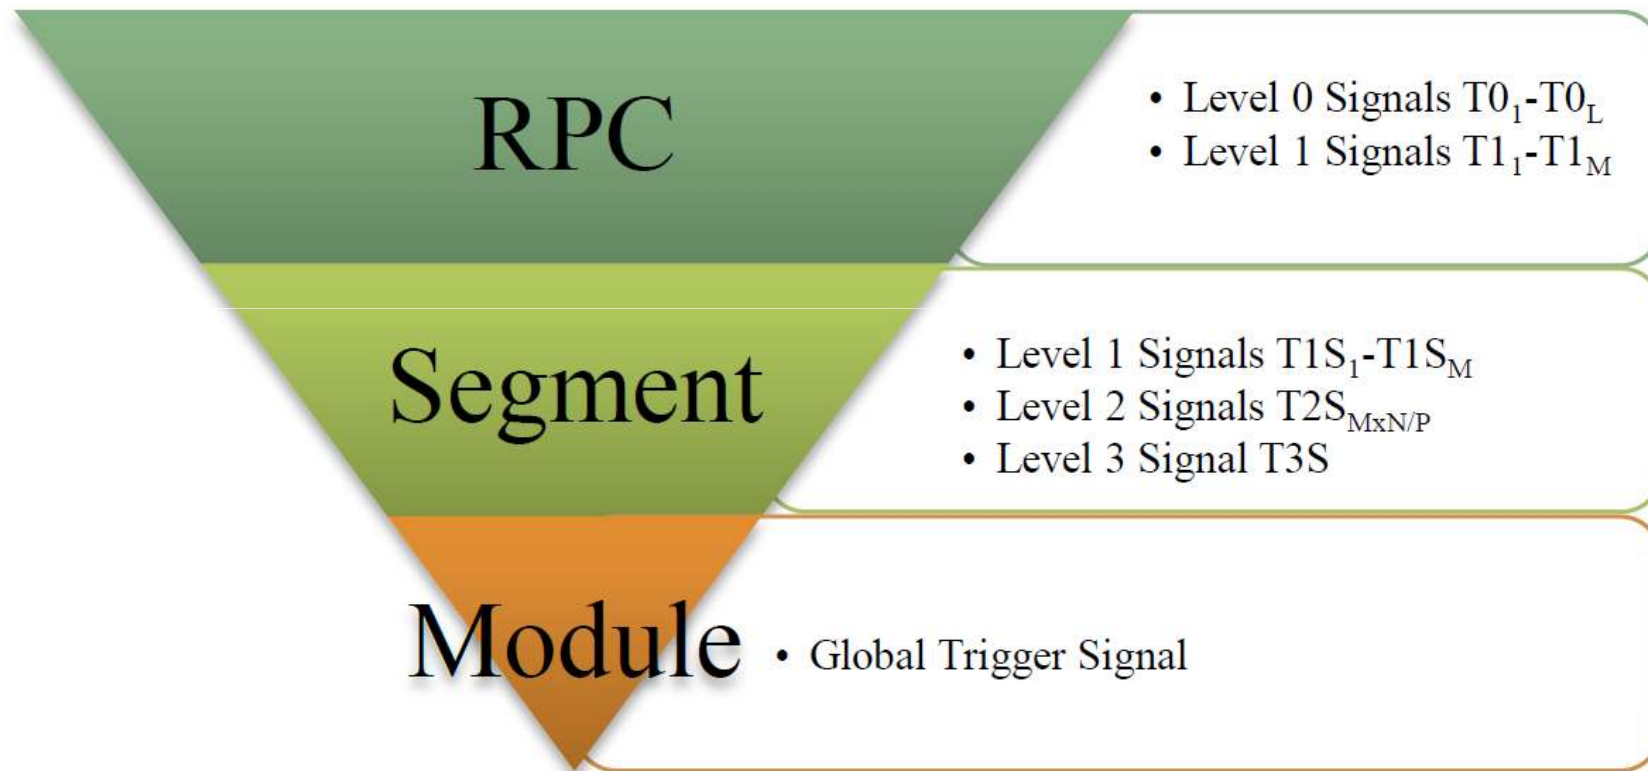 RPC
• Level 0 Signals T0₁-T0L
• Level 1 Signals T1₁-T1M
Segment
• Level 1 Signals T1S₁-T1SM
• Level 2 Signals T2SMxN/P
• Level 3 Signal T3S
Module
• Global Trigger Signal